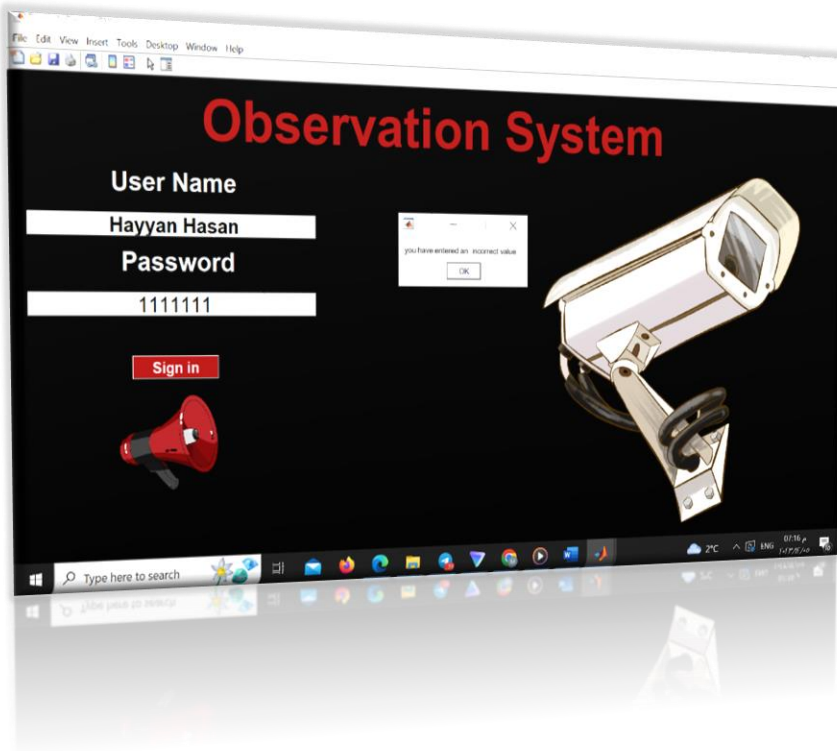 File Edit View Insert Tools Desktop Window Help
Observation System
User Name
Hayyan Hasan
Password
1111111
Sign in
you have entered an incorrect value
OK
Type here to search
2°C
ENG
07:16 م